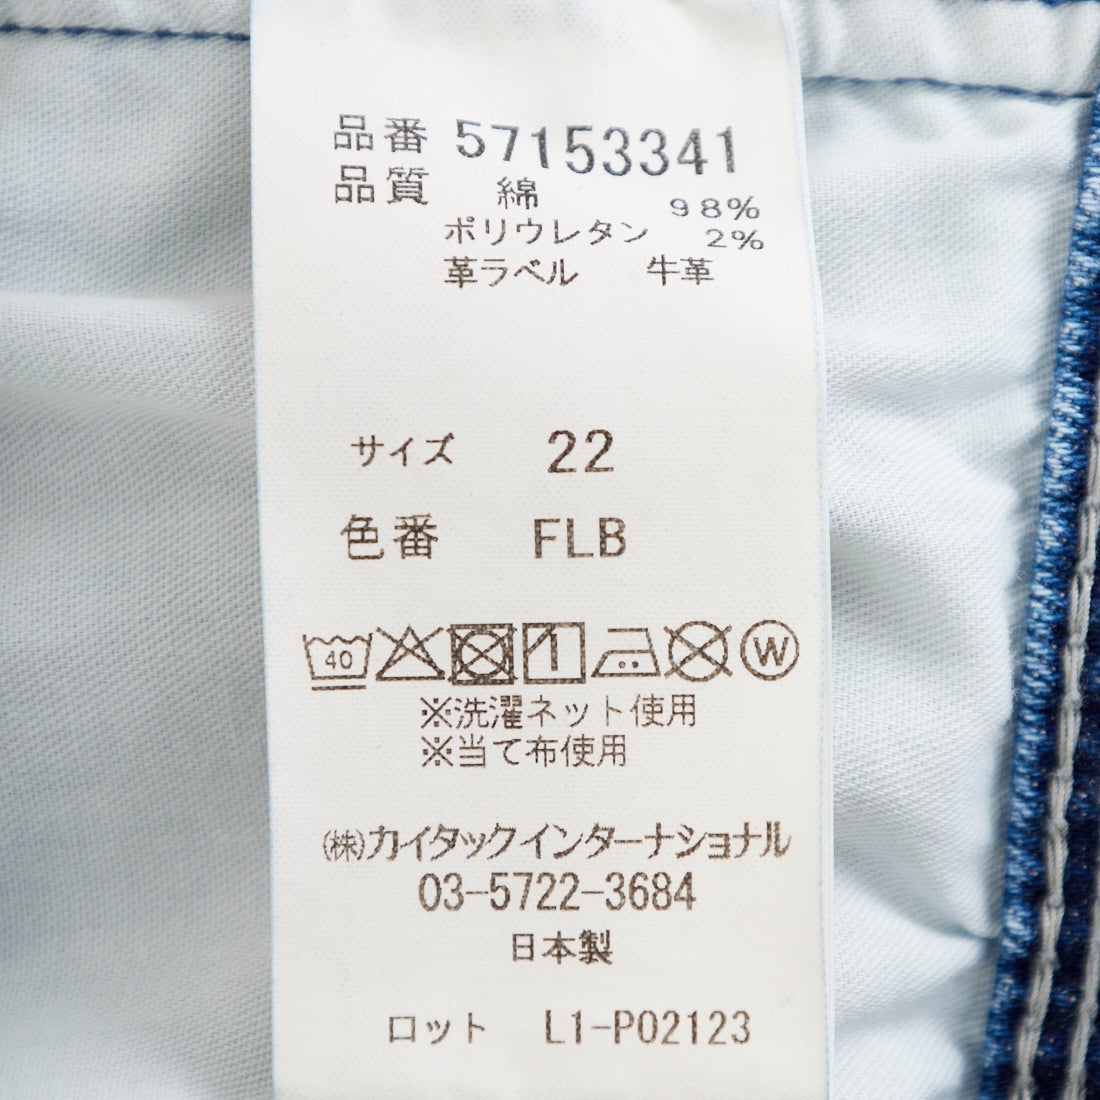 品番 57153341
品質 綿 98%
ポリウレタン 2%
革ラベル 牛革
サイズ 22
色番 FLB
40 1 W
※洗濯ネット使用
※当て布使用
(株)カイタックインターナショナル
03-5722-3684
日本製
ロット L1-P02123